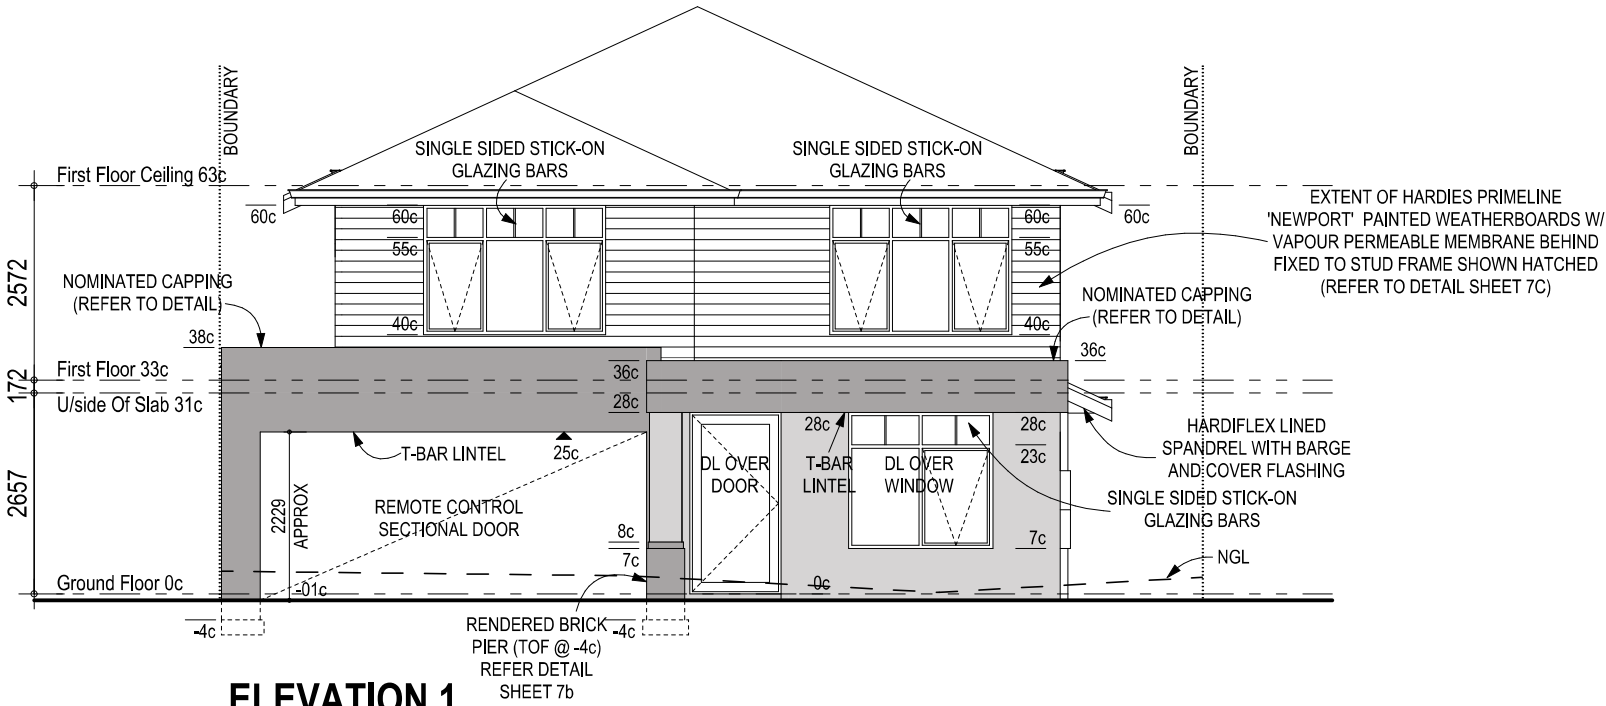 BOUNDARY
BOUNDARY
SINGLE SIDED STICK-ON
GLAZING BARS
SINGLE SIDED STICK-ON
GLAZING BARS
First Floor Ceiling 63c
60c
60c
60c
60c
EXTENT OF HARDIES PRIMELINE
'NEWPORT' PAINTED WEATHERBOARDS W/
VAPOUR PERMEABLE MEMBRANE BEHIND
FIXED TO STUD FRAME SHOWN HATCHED
(REFER TO DETAIL SHEET 7C)
55c
55c
2572
NOMINATED CAPPING
(REFER TO DETAIL)
NOMINATED CAPPING
(REFER TO DETAIL)
40c
40c
38c
36c
First Floor 33c
36c
172
U/side Of Slab 31c
28c
28c
28c
HARDIFLEX LINED
SPANDREL WITH BARGE
AND COVER FLASHING
T-BAR LINTEL
25c
23c
DL OVER
DOOR
T-BAR
LINTEL
DL OVER
WINDOW
2657
2229
APPROX
REMOTE CONTROL
SECTIONAL DOOR
SINGLE SIDED STICK-ON
GLAZING BARS
8c
7c
7c
NGL
Ground Floor 0c
-01c
0c
-4c
-4c
RENDERED BRICK
PIER (TOF @ -4c)
REFER DETAIL
SHEET 7b
ELEVATION 1